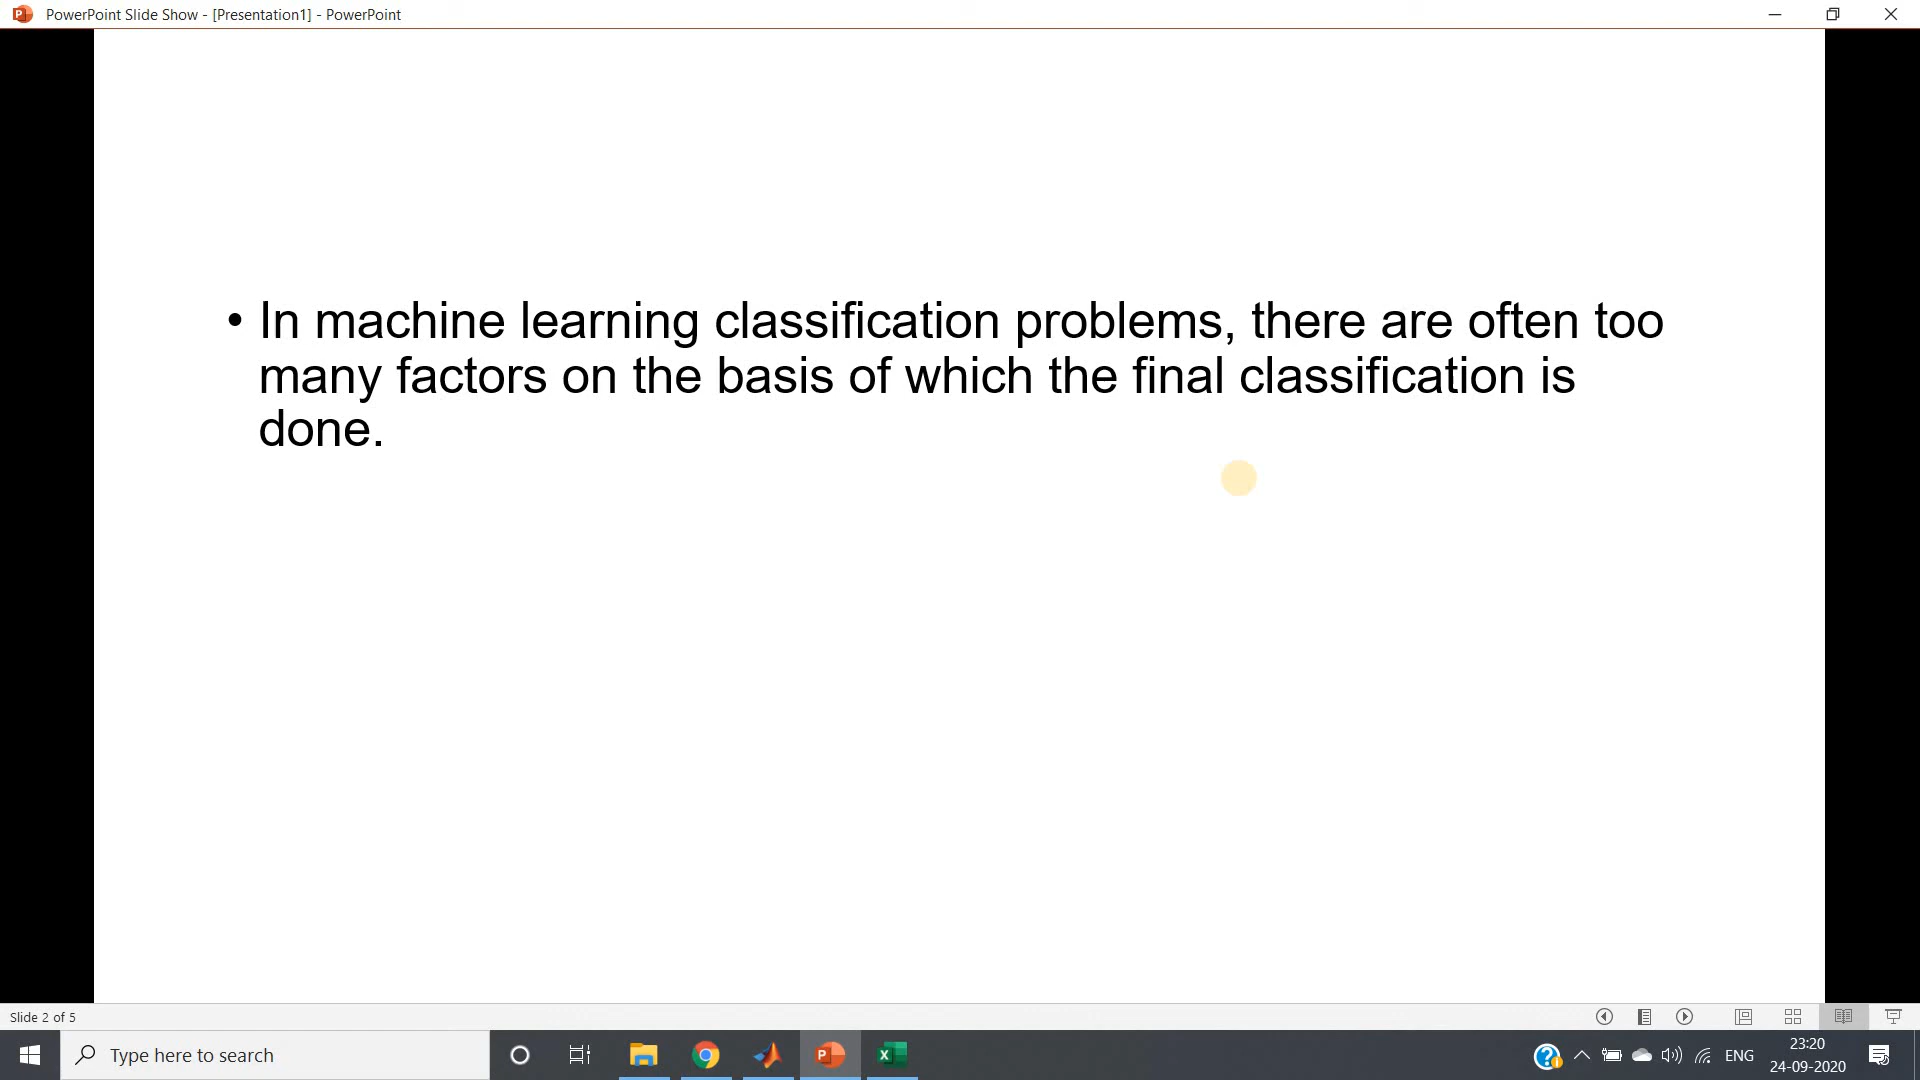 PowerPoint Slide Show - [Presentation1] - PowerPoint
• In machine learning classification problems, there are often too
many factors on the basis of which the final classification is
done.
Slide 2 of 5
Type here to search
ENG
23:20
24-09-2020